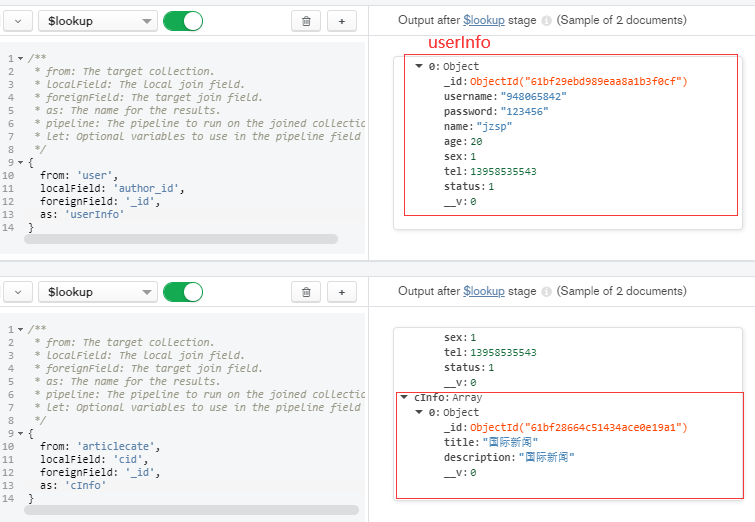 $lookup
+
Output after $lookup stage (Sample of 2 documents)
userInfo
1 /**
2 * from: The target collection.
3 * localField: The local join field.
4 * foreignField: The target join field.
5 * as: The name for the results.
6 * pipeline: The pipeline to run on the joined collectio
7 * let: Optional variables to use in the pipeline field
8 */
9 {
10 from: 'user',
11 localField: 'author_id',
12 foreignField: '_id',
13 as: 'userInfo'
14 }
0: Object
_id: ObjectId("61bf29ebd989eaa8a1b3f0cf")
username: "948065842"
password: "123456"
name: "jzsp"
age: 20
sex: 1
tel: 13958535543
status: 1
__v: 0
$lookup
+
Output after $lookup stage (Sample of 2 documents)
1 /**
2 * from: The target collection.
3 * localField: The local join field.
4 * foreignField: The target join field.
5 * as: The name for the results.
6 * pipeline: The pipeline to run on the joined collectio
7 * let: Optional variables to use in the pipeline field
8 */
9 {
10 from: 'articlecate',
11 localField: 'cid',
12 foreignField: '_id',
13 as: 'cInfo'
14 }
sex: 1
tel: 13958535543
status: 1
__v: 0
cInfo: Array
0: Object
_id: ObjectId("61bf28664c51434ace0e19a1")
title: "国际新闻"
description: "国际新闻"
__v: 0